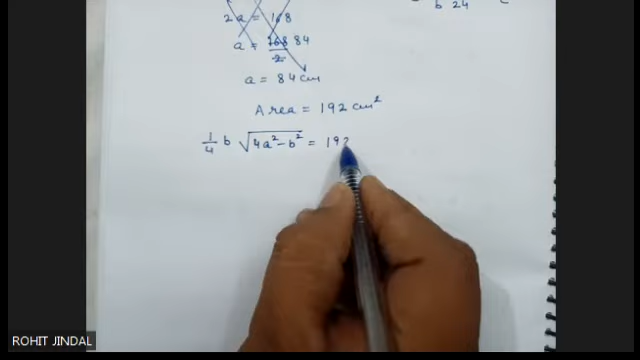 b 24
2a = 168
a = 168 84
2
a = 84 cm
Area = 192 cm²
1/4 b √4a²-b² = 192
ROHIT JINDAL